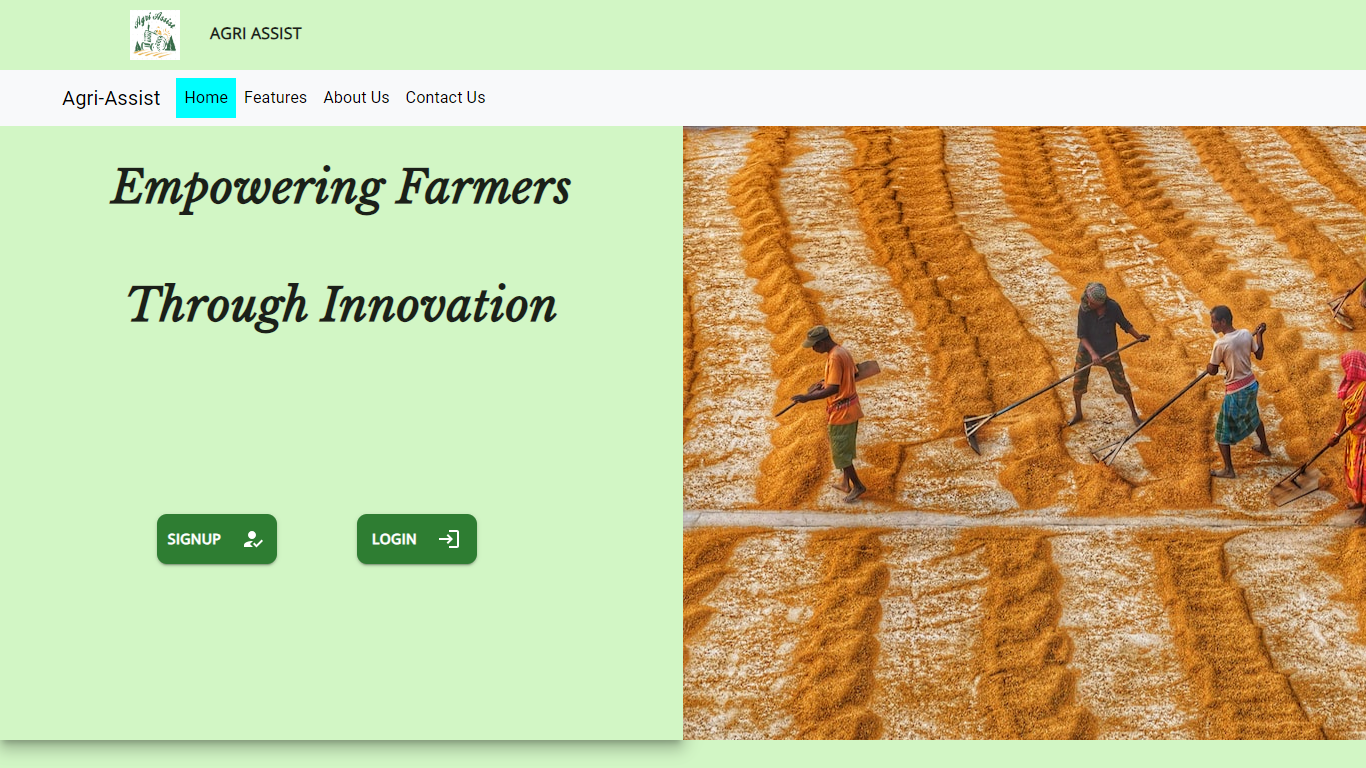 Agri Assist
AGRI ASSIST
Agri-Assist Home Features About Us Contact Us
Empowering Farmers
Through Innovation
SIGNUP LOGIN